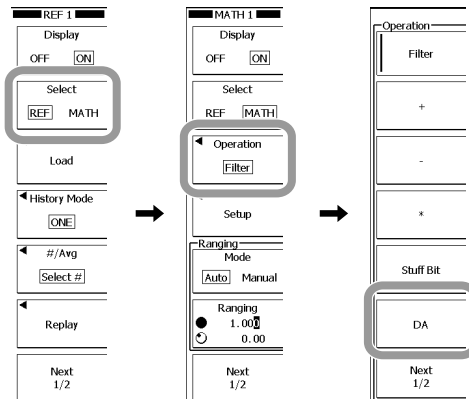 REF 1
Display
OFF ON
Select
REF MATH
Load
History Mode
ONE
#/Avg
Select #
Replay
Next
1/2
MATH 1
Display
OFF ON
Select
REF MATH
Operation
Filter
Setup
Ranging
Mode
Auto Manual
Ranging
1.000
0.00
Next
1/2
Operation
Filter
+
-
*
Stuff Bit
DA
Next
1/2